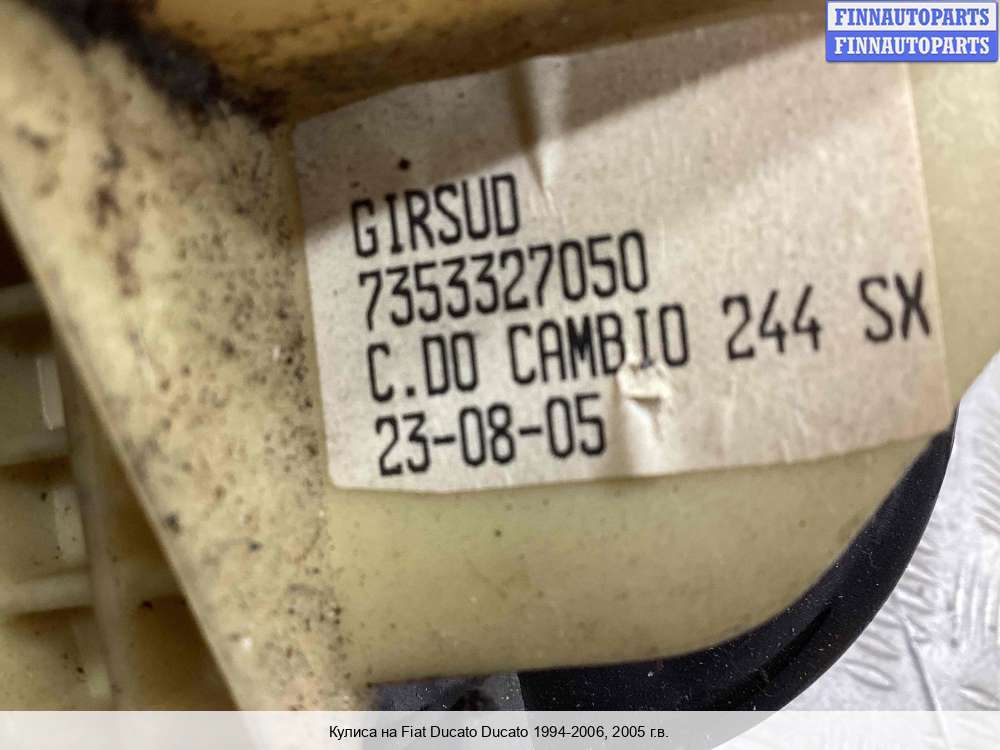 FINNAUTOPARTS
FINNAUTOPARTS
GIRSUD
7353327050
C.DO CAMBIO 244 SX
23-08-05
Кулиса на Fiat Ducato Ducato 1994-2006, 2005 г.в.